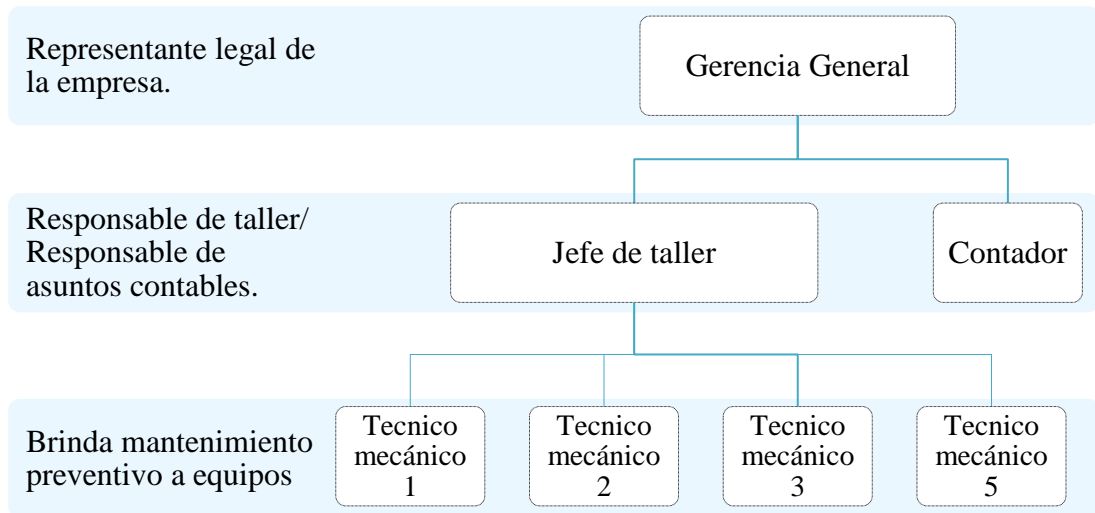 Representante legal de
la empresa.
Gerencia General
Responsable de taller/
Responsable de
asuntos contables.
Jefe de taller
Contador
Brinda mantenimiento
preventivo a equipos
Tecnico
mecánico
1
Tecnico
mecánico
2
Tecnico
mecánico
3
Tecnico
mecánico
5